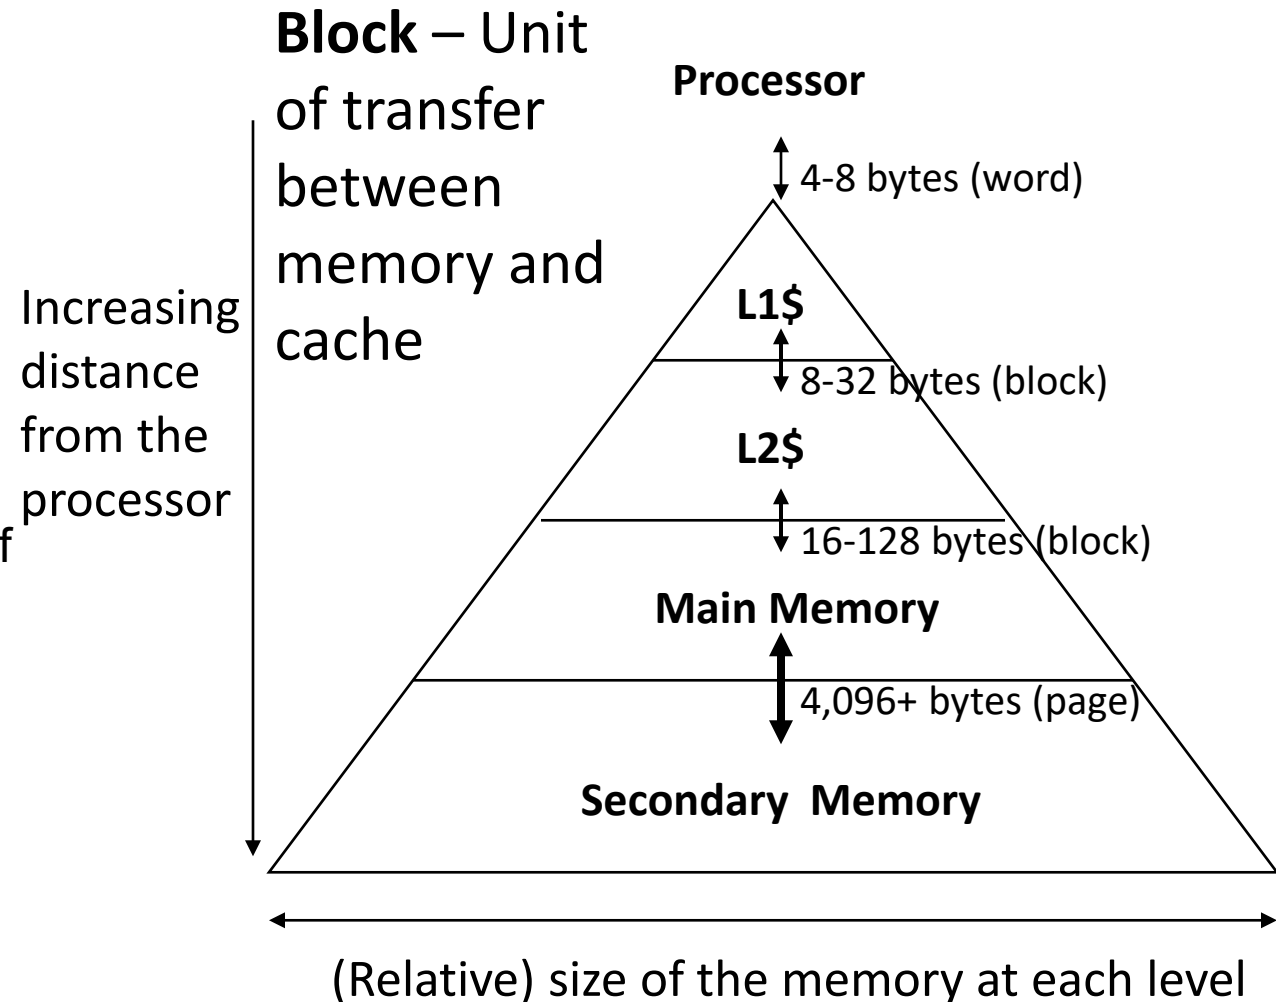 Block – Unit
of transfer
between
memory and
cache
Processor
4-8 bytes (word)
Increasing
distance
from the
processor
f
L1$
8-32 bytes (block)
L2$
16-128 bytes (block)
Main Memory
4,096+ bytes (page)
Secondary Memory
(Relative) size of the memory at each level